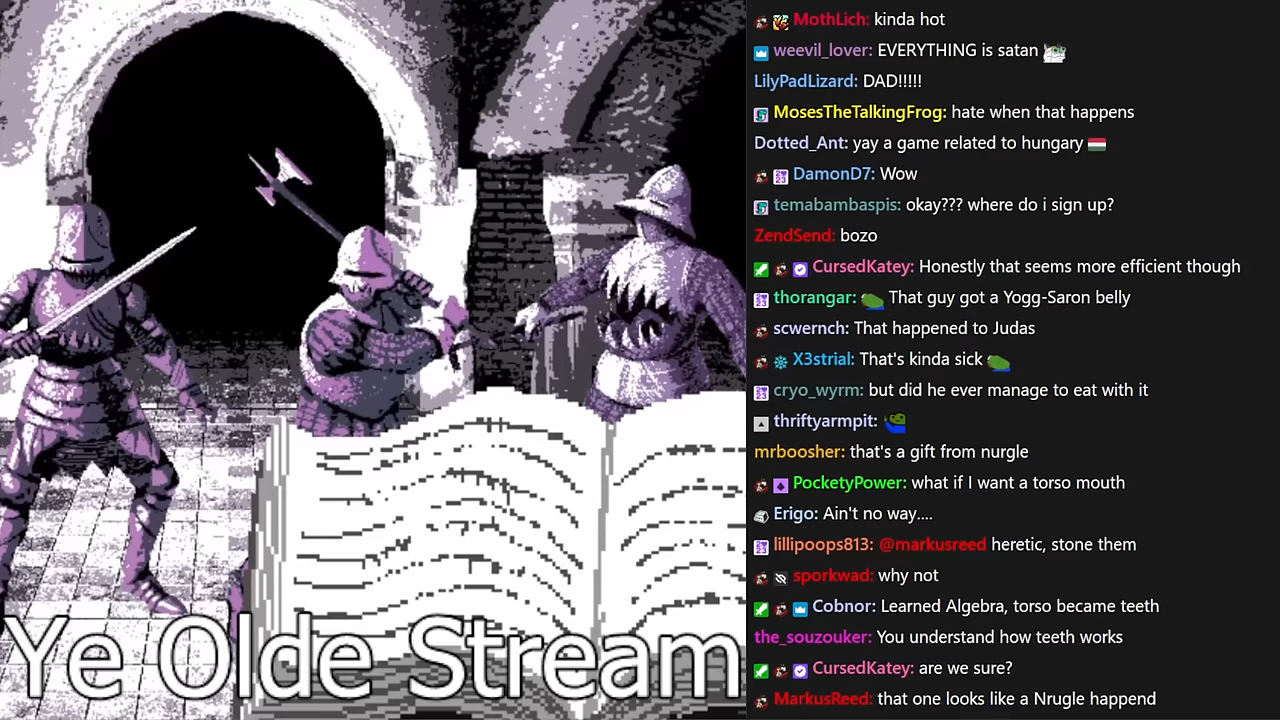 Ye Olde Stream
MothLich: kinda hot
weevil_lover: EVERYTHING is satan
LilyPadLizard: DAD!!!!!
MosesTheTalkingFrog: hate when that happens
Dotted_Ant: yay a game related to hungary
DamonD7: Wow
temabambaspis: okay??? where do i sign up?
ZendSend: bozo
CursedKatey: Honestly that seems more efficient though
thorangar: That guy got a Yogg-Saron belly
scwernch: That happened to Judas
X3strial: That's kinda sick
cryo_wyrm: but did he ever manage to eat with it
thriftyarmpit:
mrboosher: that's a gift from nurgle
PocketyPower: what if I want a torso mouth
Erigo: Ain't no way....
lillipoops813: @markusreed heretic, stone them
sporkwad: why not
Cobnor: Learned Algebra, torso became teeth
the_souzouker: You understand how teeth works
CursedKatey: are we sure?
MarkusReed: that one looks like a Nrugle happend